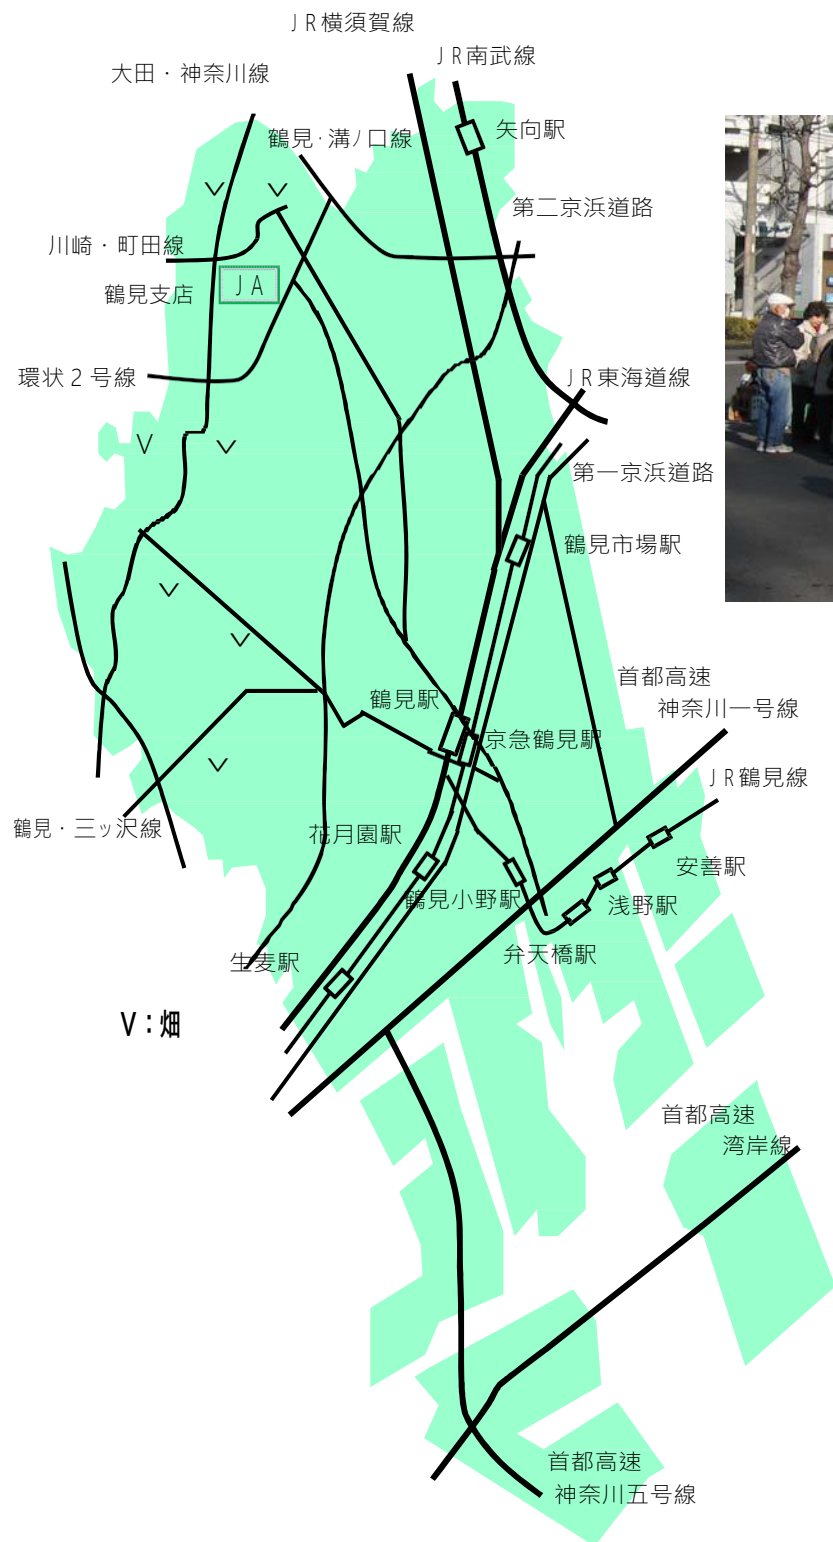 JR横須賀線
JR南武線
大田・神奈川線
矢向駅
鶴見・溝ノ口線
第二京浜道路
川崎・町田線
JA
鶴見支店
環状２号線
JR東海道線
第一京浜道路
鶴見市場駅
首都高速
神奈川一号線
鶴見駅
京急鶴見駅
JR鶴見線
鶴見・三ッ沢線
花月園駅
安善駅
鶴見小野駅
浅野駅
弁天橋駅
生麦駅
V：畑
首都高速
湾岸線
首都高速
神奈川五号線